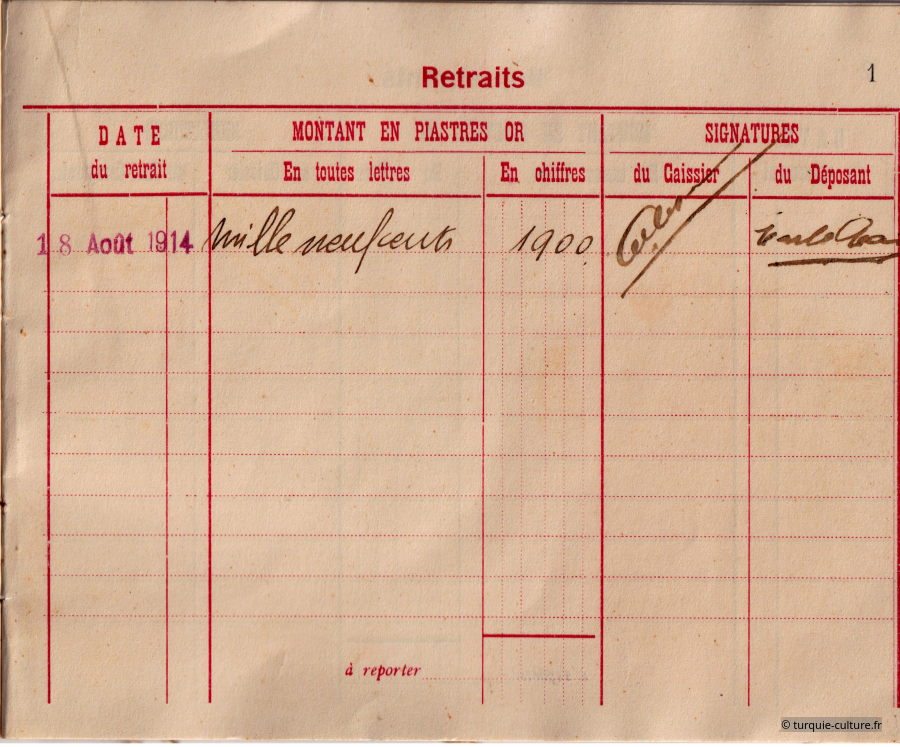 Retraits
1
DATE
du retrait
MONTANT EN PIASTRES OR
En toutes lettres
En chiffres
SIGNATURES
du Caissier
du Déposant
18 Août 1914 mille neufcents 1900
à reporter
© turquie-culture.fr